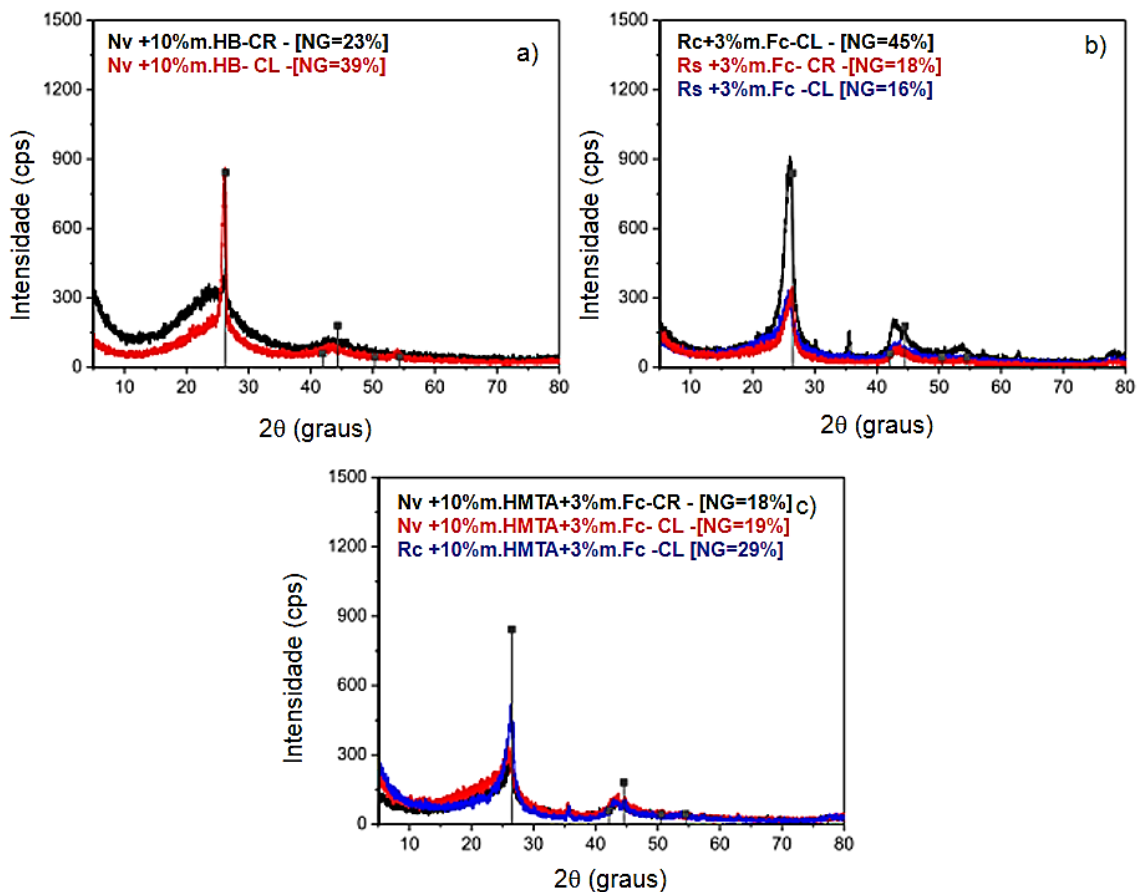 1500
1200
900
600
300
0
Intensidade (cps)
Nv +10%m.HB-CR - [NG=23%]
Nv +10%m.HB- CL -[NG=39%]
a)
10 20 30 40 50 60 70 80
2θ (graus)
1500
1200
900
600
300
0
Intensidade (cps)
Rc+3%m.Fc-CL - [NG=45%]
Rs +3%m.Fc- CR -[NG=18%]
Rs +3%m.Fc -CL [NG=16%]
b)
10 20 30 40 50 60 70 80
2θ (graus)
1500
1200
900
600
300
0
Intensidade (cps)
Nv +10%m.HMTA+3%m.Fc-CR - [NG=18%]
c)
Nv +10%m.HMTA+3%m.Fc- CL -[NG=19%]
Rc +10%m.HMTA+3%m.Fc -CL [NG=29%]
10 20 30 40 50 60 70 80
2θ (graus)